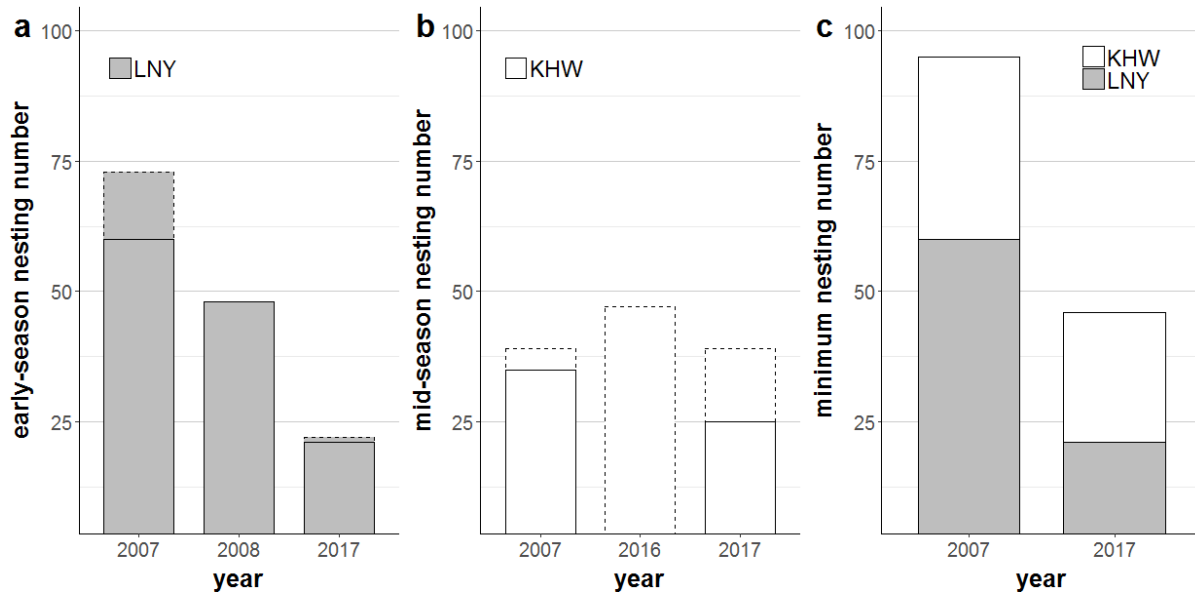 a
early-season nesting number
100
75
50
25
LNY
2007 2008 2017
year
b
mid-season nesting number
100
75
50
25
KHW
2007 2016 2017
year
c
minimum nesting number
100
75
50
25
KHW
LNY
2007 2017
year